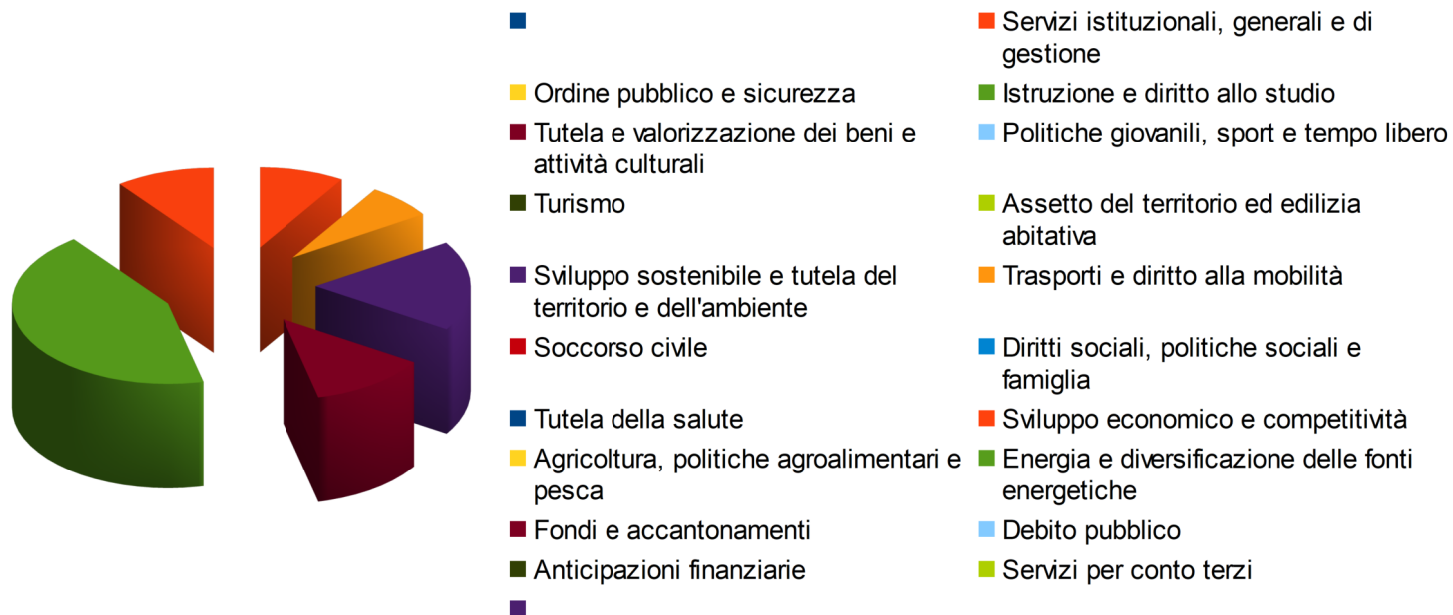 Servizi istituzionali, generali e di
gestione
Ordine pubblico e sicurezza
Istruzione e diritto allo studio
Tutela e valorizzazione dei beni e
attività culturali
Politiche giovanili, sport e tempo libero
Turismo
Assetto del territorio ed edilizia
abitativa
Sviluppo sostenibile e tutela del
territorio e dell'ambiente
Trasporti e diritto alla mobilità
Soccorso civile
Diritti sociali, politiche sociali e
famiglia
Tutela della salute
Sviluppo economico e competitività
Agricoltura, politiche agroalimentari e
pesca
Energia e diversificazione delle fonti
energetiche
Fondi e accantonamenti
Debito pubblico
Anticipazioni finanziarie
Servizi per conto terzi